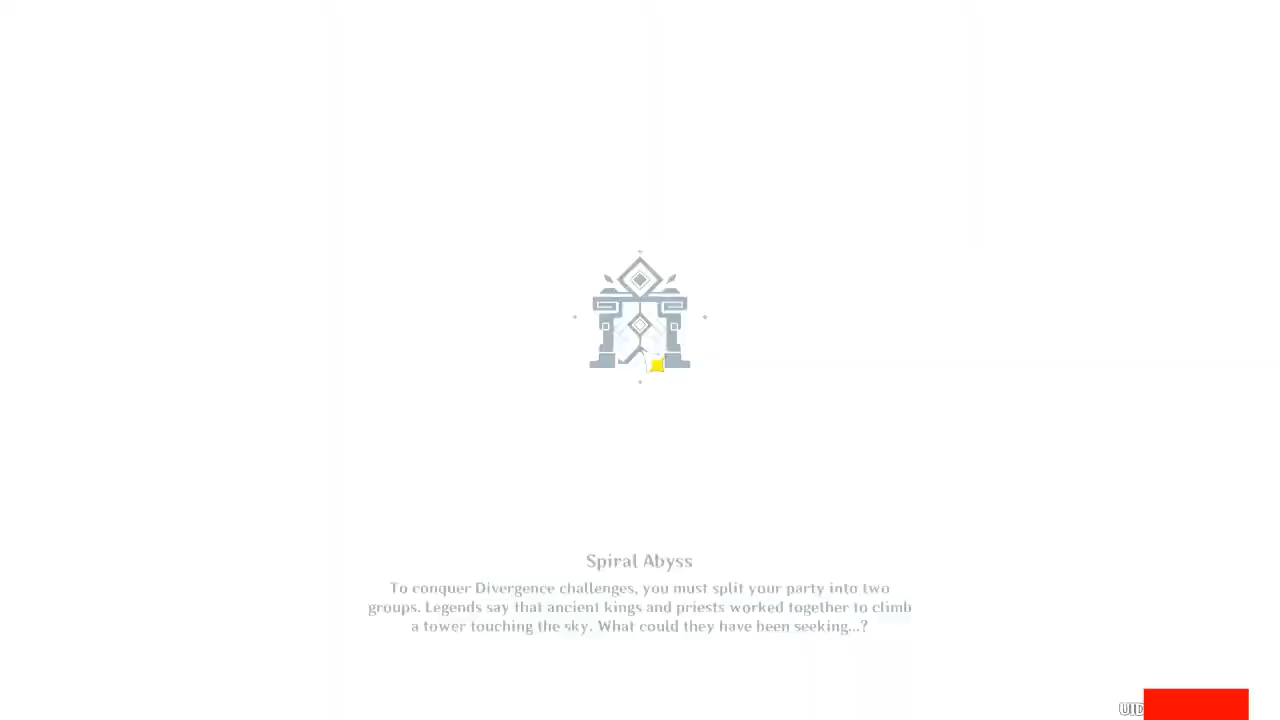 Spiral Abyss
To conquer Divergence challenges, you must split your party into two
groups. Legends say that ancient kings and priests worked together to climb
a tower touching the sky. What could they have been seeking...?
UID